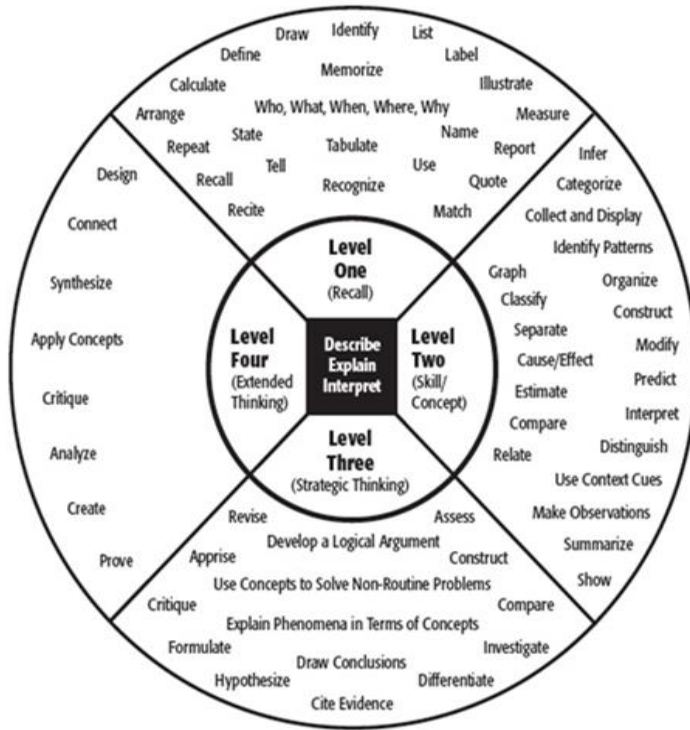 Draw
Identify
List
Define
Label
Calculate
Memorize
Illustrate
Arrange
Who, What, When, Where, Why
Measure
Repeat
State
Tabulate
Name
Report
Recall
Tell
Recognize
Use
Quote
Recite
Match
Infer
Categorize
Collect and Display
Identify Patterns
Graph
Organize
Classify
Construct
Separate
Modify
Cause/Effect
Predict
Estimate
Interpret
Compare
Distinguish
Relate
Use Context Cues
Make Observations
Summarize
Show
Level
One
(Recall)
Level
Two
(Skill/
Concept)
Level
Three
(Strategic Thinking)
Level
Four
(Extended
Thinking)
Describe
Explain
Interpret
Revise
Assess
Develop a Logical Argument
Apprise
Construct
Use Concepts to Solve Non-Routine Problems
Critique
Compare
Explain Phenomena in Terms of Concepts
Formulate
Investigate
Draw Conclusions
Hypothesize
Differentiate
Cite Evidence
Design
Connect
Synthesize
Apply Concepts
Critique
Analyze
Create
Prove